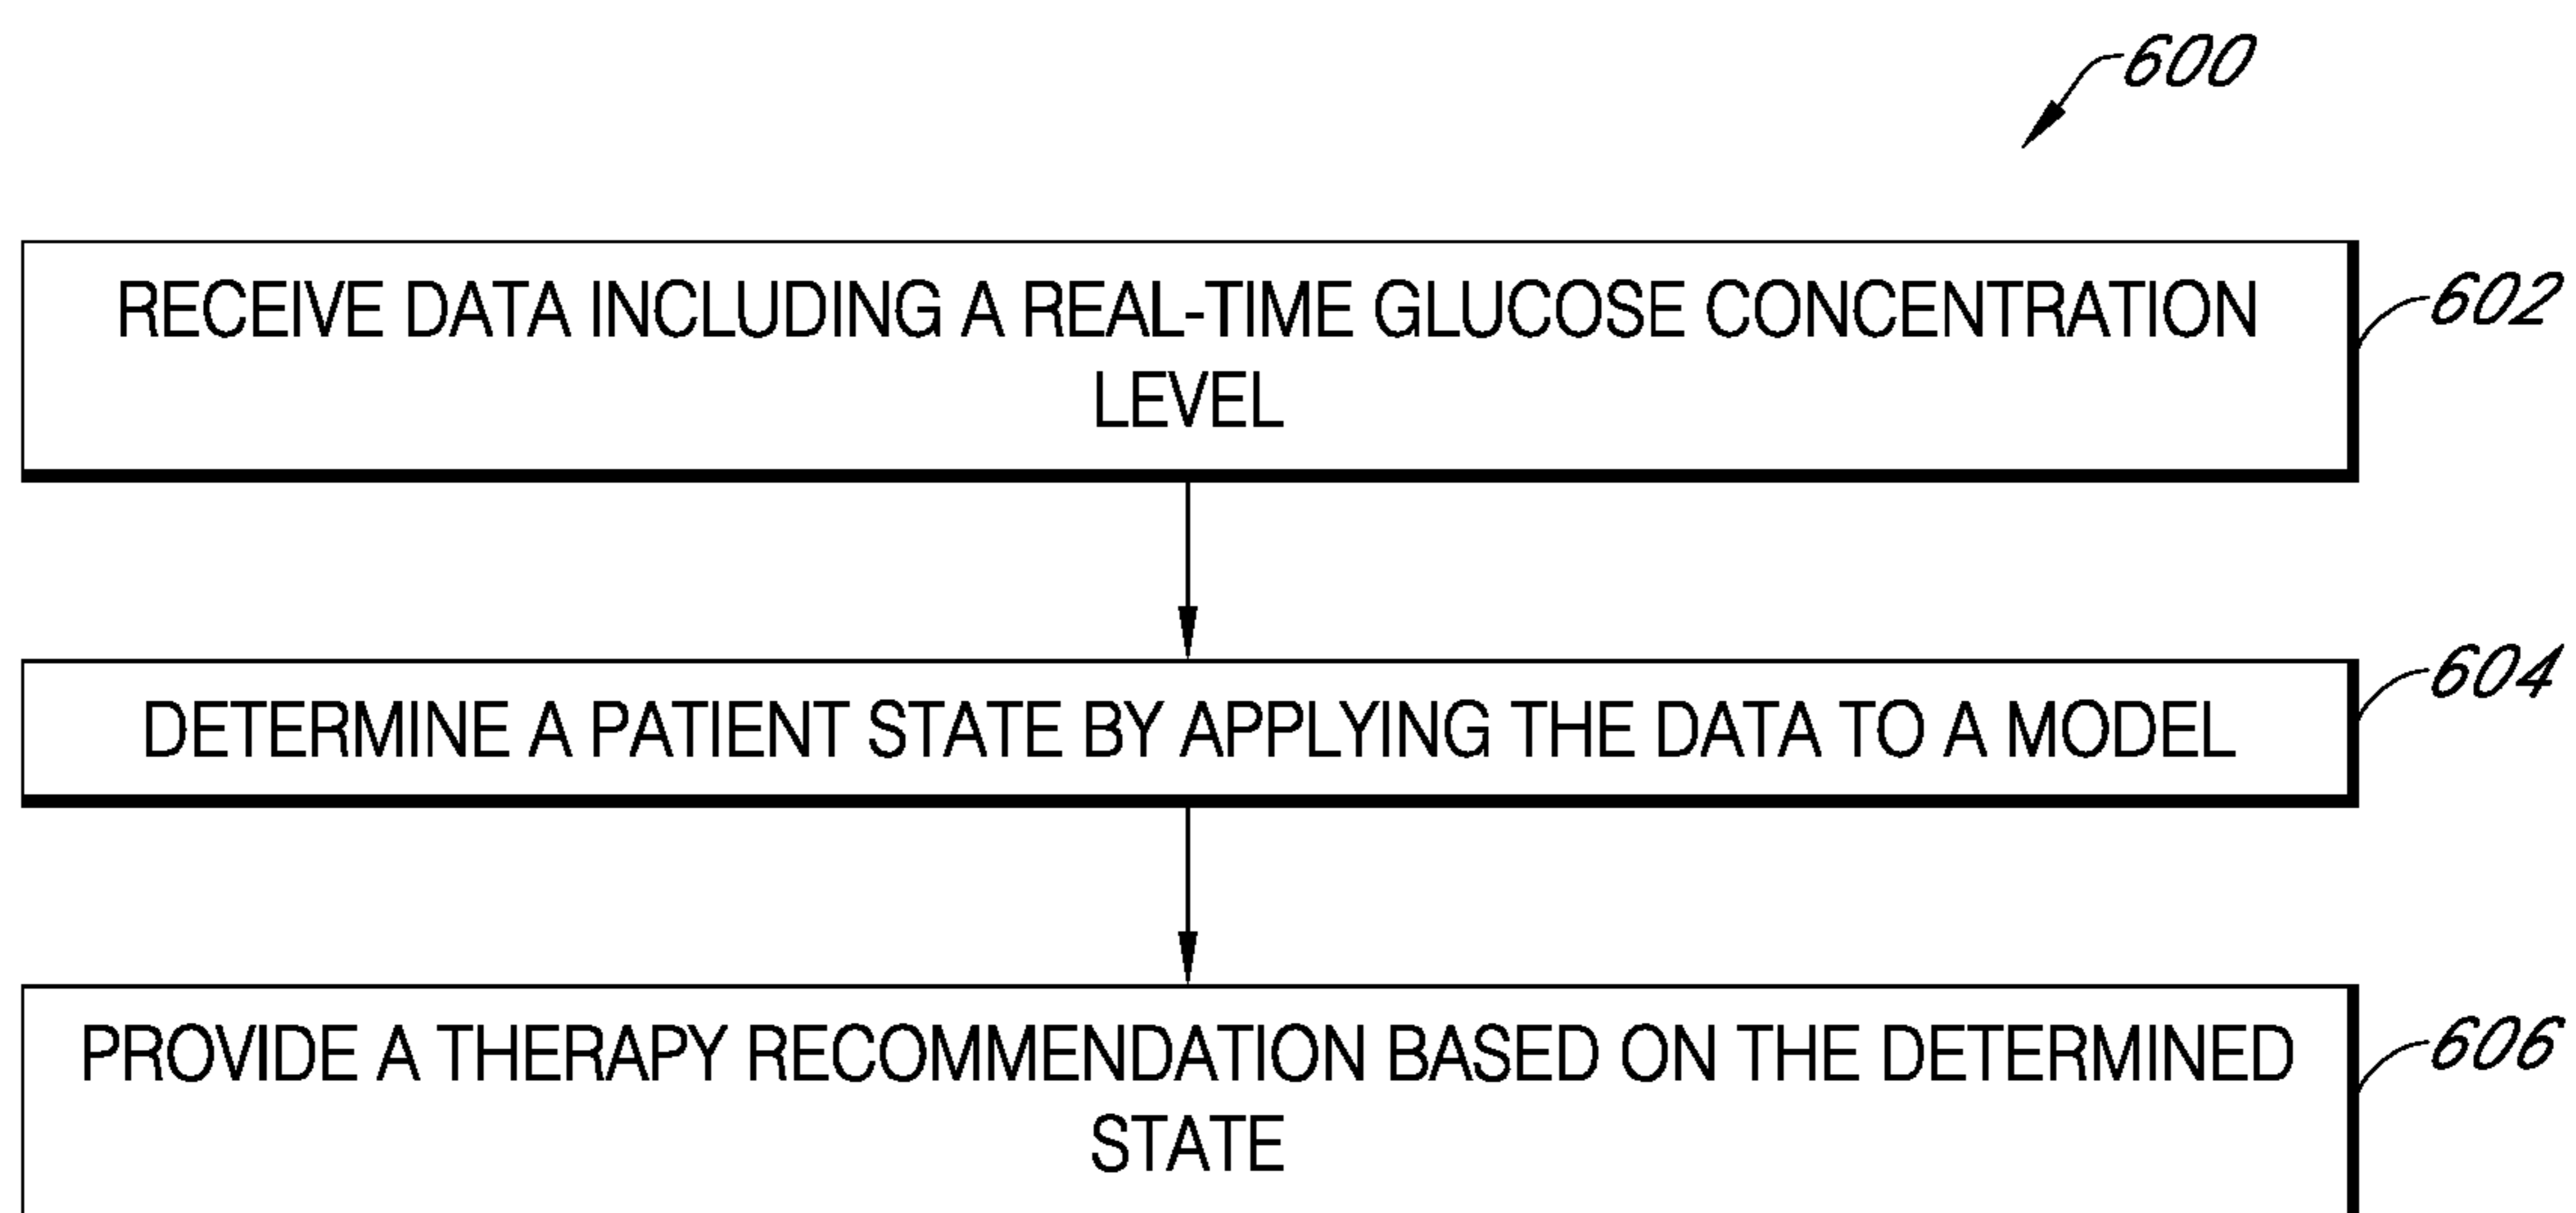 600
RECEIVE DATA INCLUDING A REAL-TIME GLUCOSE CONCENTRATION
LEVEL
602
DETERMINE A PATIENT STATE BY APPLYING THE DATA TO A MODEL
604
PROVIDE A THERAPY RECOMMENDATION BASED ON THE DETERMINED
STATE
606